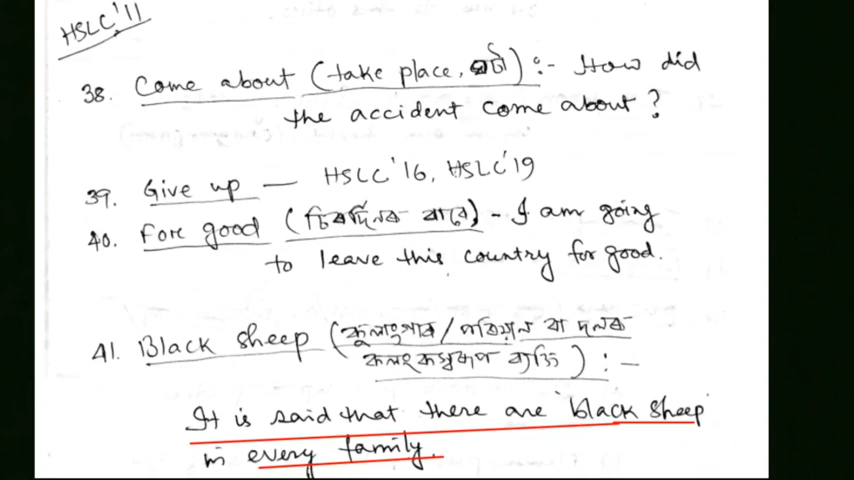 HSLC'11
38. Come about (take place, ঘটা) :- How did
the accident come about?
39. Give up — HSLC'16, HSLC'19
40. For good (চিৰদিনৰ বাবে) - I am going
to leave this country for good.
41. Black sheep (কুলাংগাৰ/পৰিয়াল বা দলৰ
কলংকস্বৰূপ ব্যক্তি) :-
It is said that there are 'black sheep'
in every family.